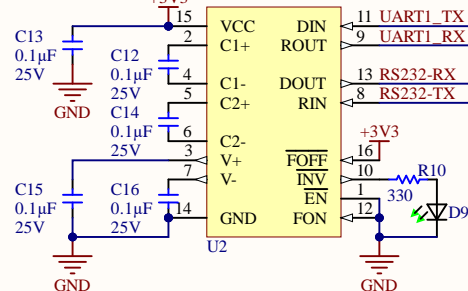 +3V3
15 VCC DIN 11 UART1_TX
C13 2 C1+ ROUT 9 UART1_RX
0.1µF C12
25V 0.1µF
25V 4 C1- DOUT 13 RS232-RX
GND 5 C2+ RIN 8 RS232-TX
C14
0.1µF 6 C2- +3V3
25V 3 V+ FOFF 16
C15 C16 7 V- INV 10 R10
0.1µF 0.1µF EN 1 330
25V 25V 14 GND FON 12 D9
U2
GND GND